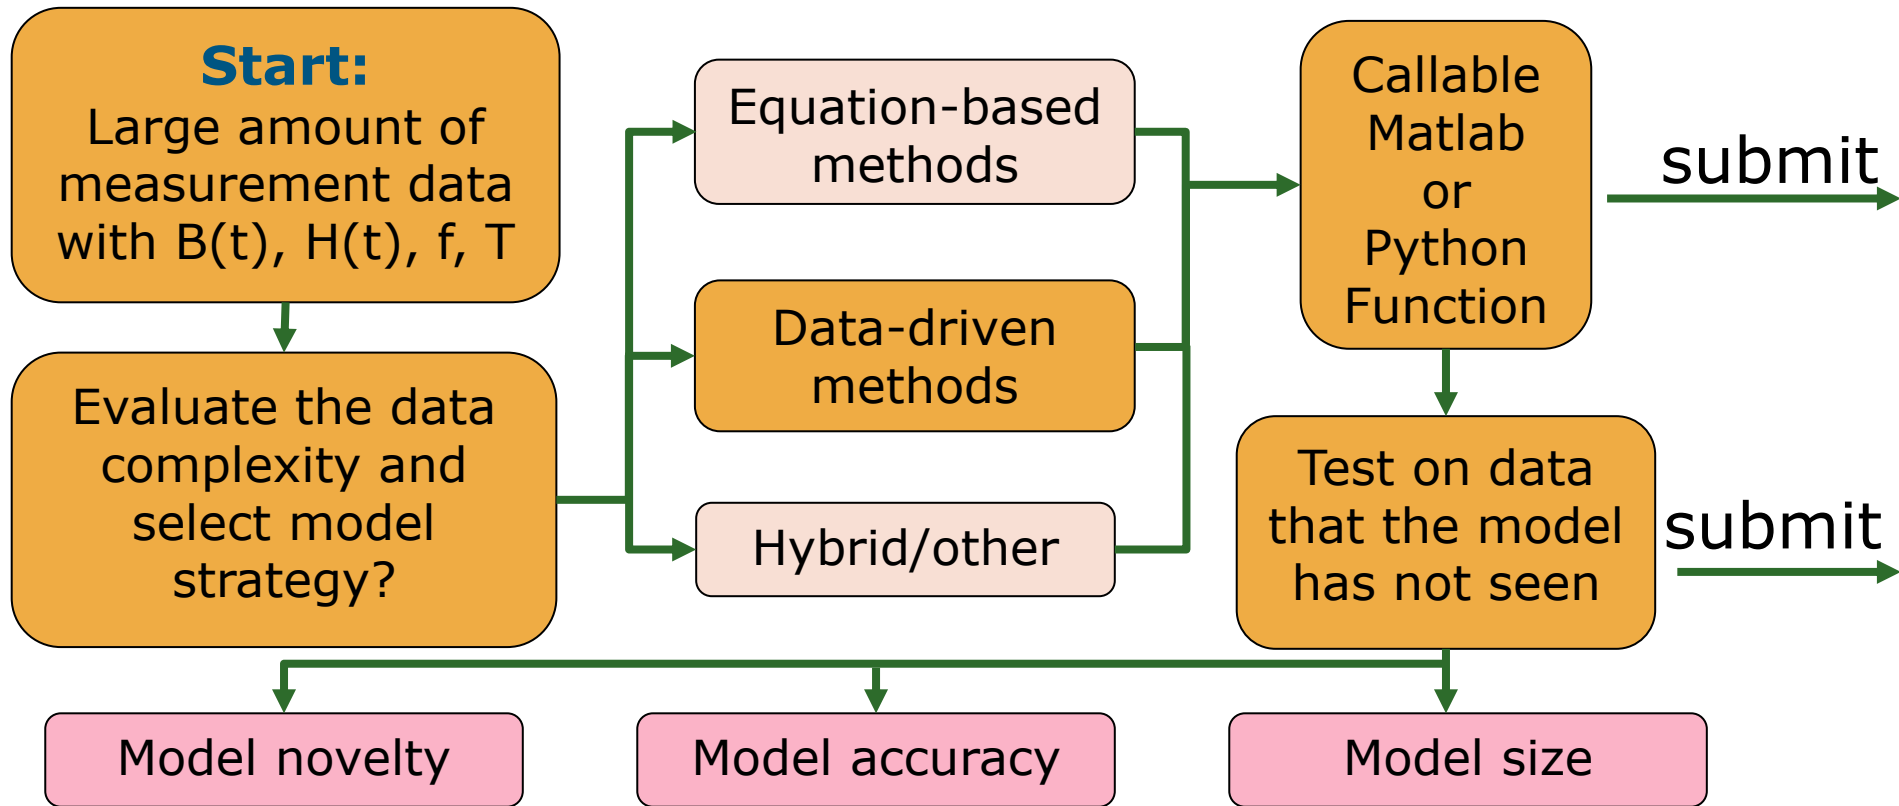 Start:
Large amount of
measurement data
with B(t), H(t), f, T
Evaluate the data
complexity and
select model
strategy?
Equation-based
methods
Data-driven
methods
Hybrid/other
Callable
Matlab
or
Python
Function
submit
Test on data
that the model
has not seen
submit
Model novelty
Model accuracy
Model size